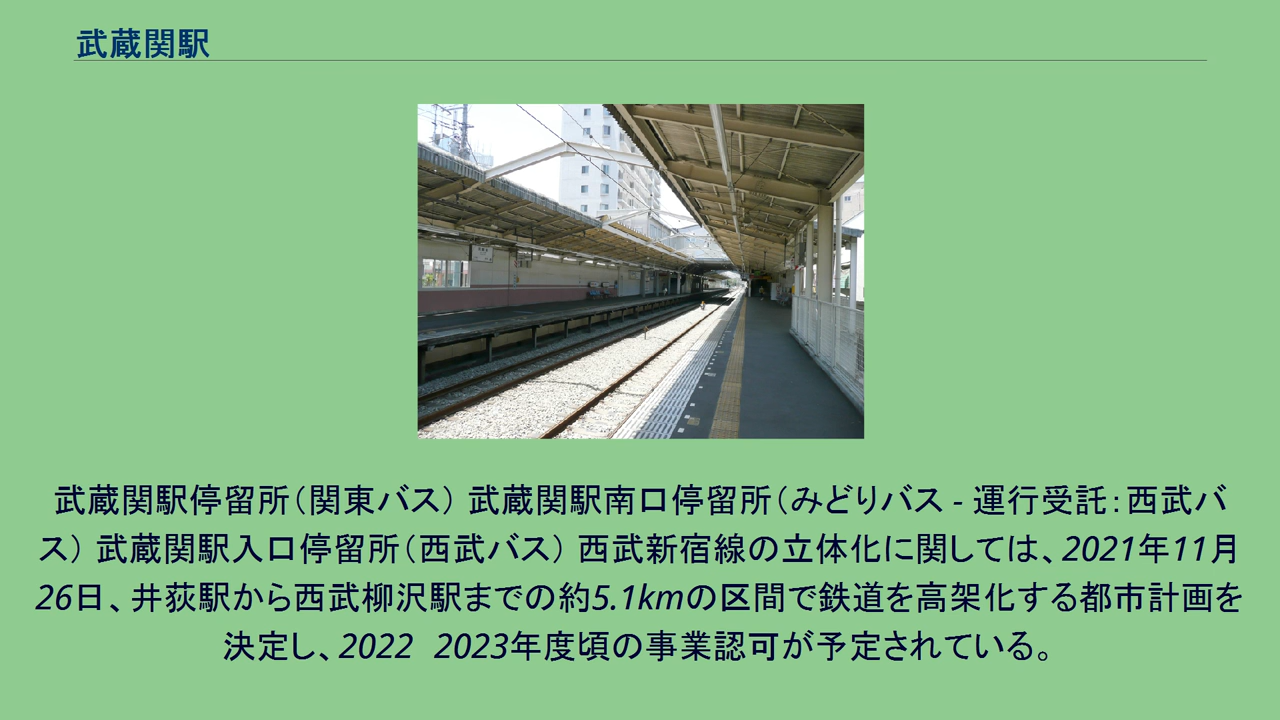 武蔵関駅
武蔵関駅停留所（関東バス） 武蔵関駅南口停留所（みどりバス - 運行受託：西武バ
ス） 武蔵関駅入口停留所（西武バス） 西武新宿線の立体化に関しては、2021年11月
26日、井荻駅から西武柳沢駅までの約5.1kmの区間で鉄道を高架化する都市計画を
決定し、2022 2023年度頃の事業認可が予定されている。